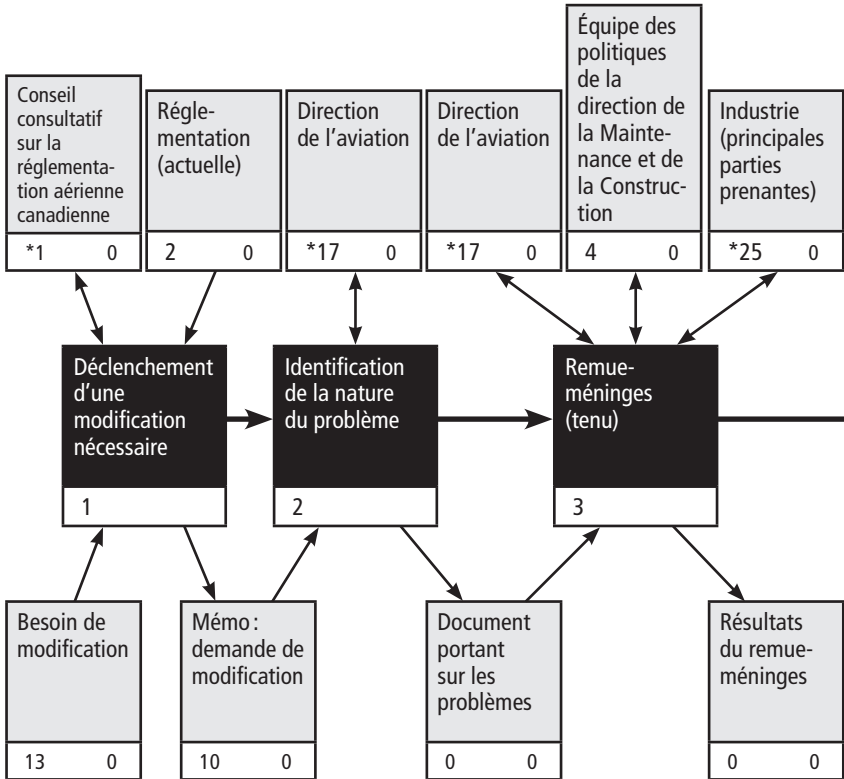 Conseil
consultatif
sur la
réglementa-
tion aérienne
canadienne
*1 0
Régle-
mentation
(actuelle)
2 0
Direction
de l'aviation
*17 0
Direction
de l'aviation
*17 0
Équipe des
politiques
de la
direction de
la Mainte-
nance et de
la Construc-
tion
4 0
Industrie
(principales
parties
prenantes)
*25 0
Déclenchement
d'une
modification
nécessaire
1
Identification
de la nature
du problème
2
Remue-
méninges
(tenu)
3
Besoin de
modification
13 0
Mémo :
demande de
modification
10 0
Document
portant
sur les
problèmes
0 0
Résultats
du remue-
méninges
0 0